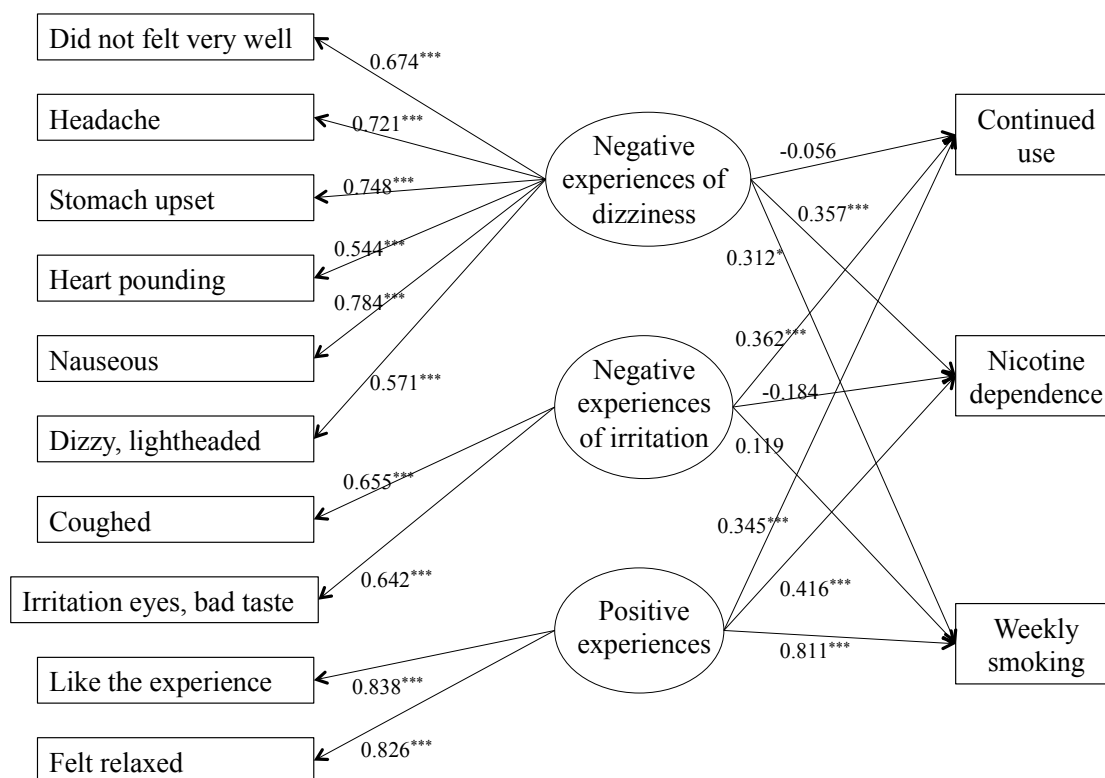 Did not felt very well
0.674***
Headache
0.721***
Stomach upset
0.748***
Heart pounding
0.544***
Nauseous
0.784***
Dizzy, lightheaded
0.571***
Coughed
0.655***
Irritation eyes, bad taste
0.642***
Like the experience
0.838***
Felt relaxed
0.826***
Negative
experiences of
dizziness
Negative
experiences
of irritation
Positive
experiences
-0.056
0.357***
0.312*
0.362***
-0.184
0.119
0.345***
0.416***
0.811***
Continued
use
Nicotine
dependence
Weekly
smoking